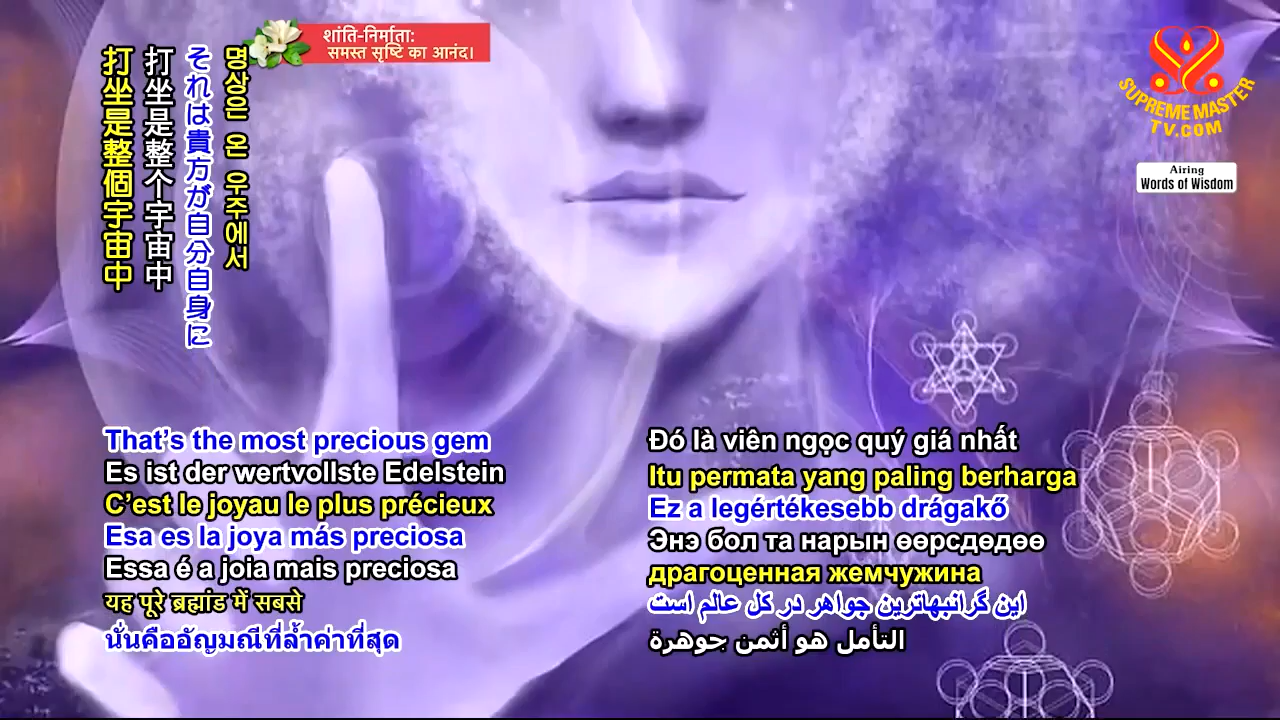 शांति-निर्माता:
समस्त सृष्टि का आनंद।
SUPREME MASTER
TV.COM
Airing
Words of Wisdom
명상은 온 우주에서
それは貴方が自分自身に
打坐是整个宇宙中
打坐是整個宇宙中
That's the most precious gem
Es ist der wertvollste Edelstein
C'est le joyau le plus précieux
Esa es la joya más preciosa
Essa é a joia mais preciosa
यह पूरे ब्रह्मांड में सबसे
นั่นคืออัญมณีที่ล้ำค่าที่สุด
Đó là viên ngọc quý giá nhất
Itu permata yang paling berharga
Ez a legértékesebb drágakő
Энэ бол та нарын өөрсдөдөө
драгоценная жемчужина
این گرانبهاترین جواهر در کل عالم است
التأمل هو أثمن جوهرة